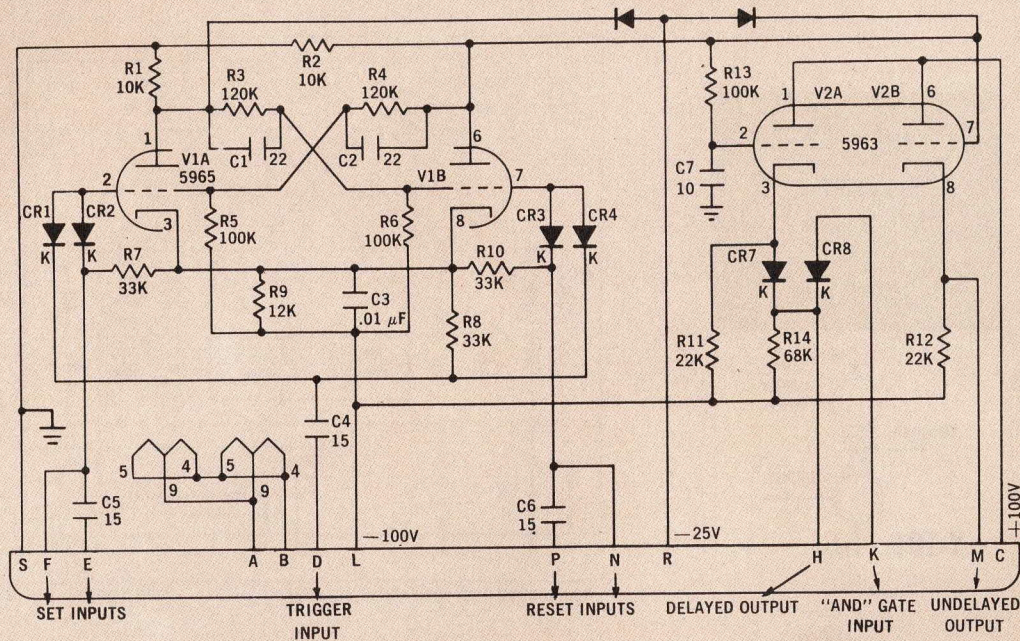 R1
10K
R2
10K
R3
120K
R4
120K
R13
100K
1
V2A
V2B
6
C1
22
C2
22
1
6
2
V1A
5965
V1B
7
2
5963
7
C7
10
3
8
CR1
CR2
3
R5
100K
R6
100K
8
CR3
CR4
CR7
CR8
K
K
R7
33K
R10
33K
K
K
K
K
R9
12K
C3
.01 µF
R8
33K
R11
22K
R14
68K
R12
22K
C4
15
5
4
5
4
9
9
C5
15
C6
15
—100V
—25V
+100V
S
F
E
A
B
D
L
P
N
R
H
K
M
C
SET INPUTS
TRIGGER
INPUT
RESET INPUTS
DELAYED OUTPUT
"AND" GATE
INPUT
UNDELAYED
OUTPUT